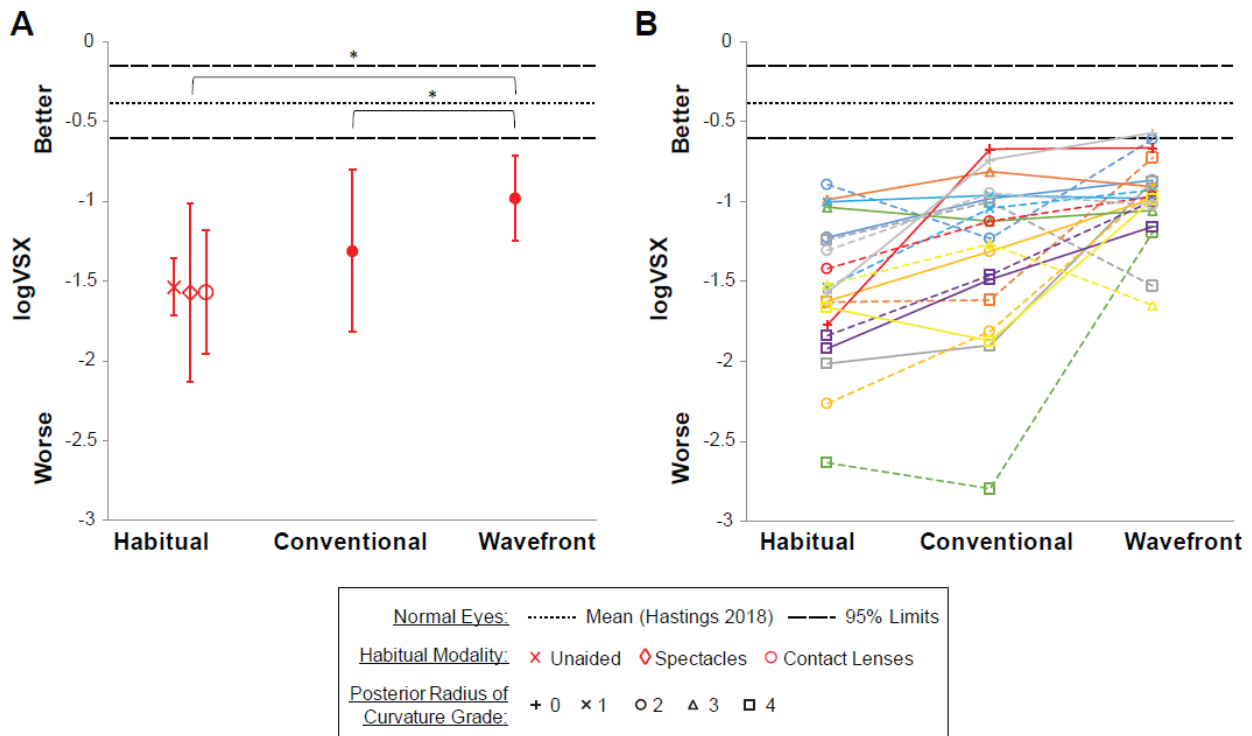 A
B
0
-0.5
-1
-1.5
-2
-2.5
-3
Better
logVSX
Worse
*
*
Habitual Conventional Wavefront
0
-0.5
-1
-1.5
-2
-2.5
-3
Better
logVSX
Worse
Habitual Conventional Wavefront
Normal Eyes: Mean (Hastings 2018) 95% Limits
Habitual Modality: Unaided Spectacles Contact Lenses
Posterior Radius of
Curvature Grade: 0 1 2 3 4